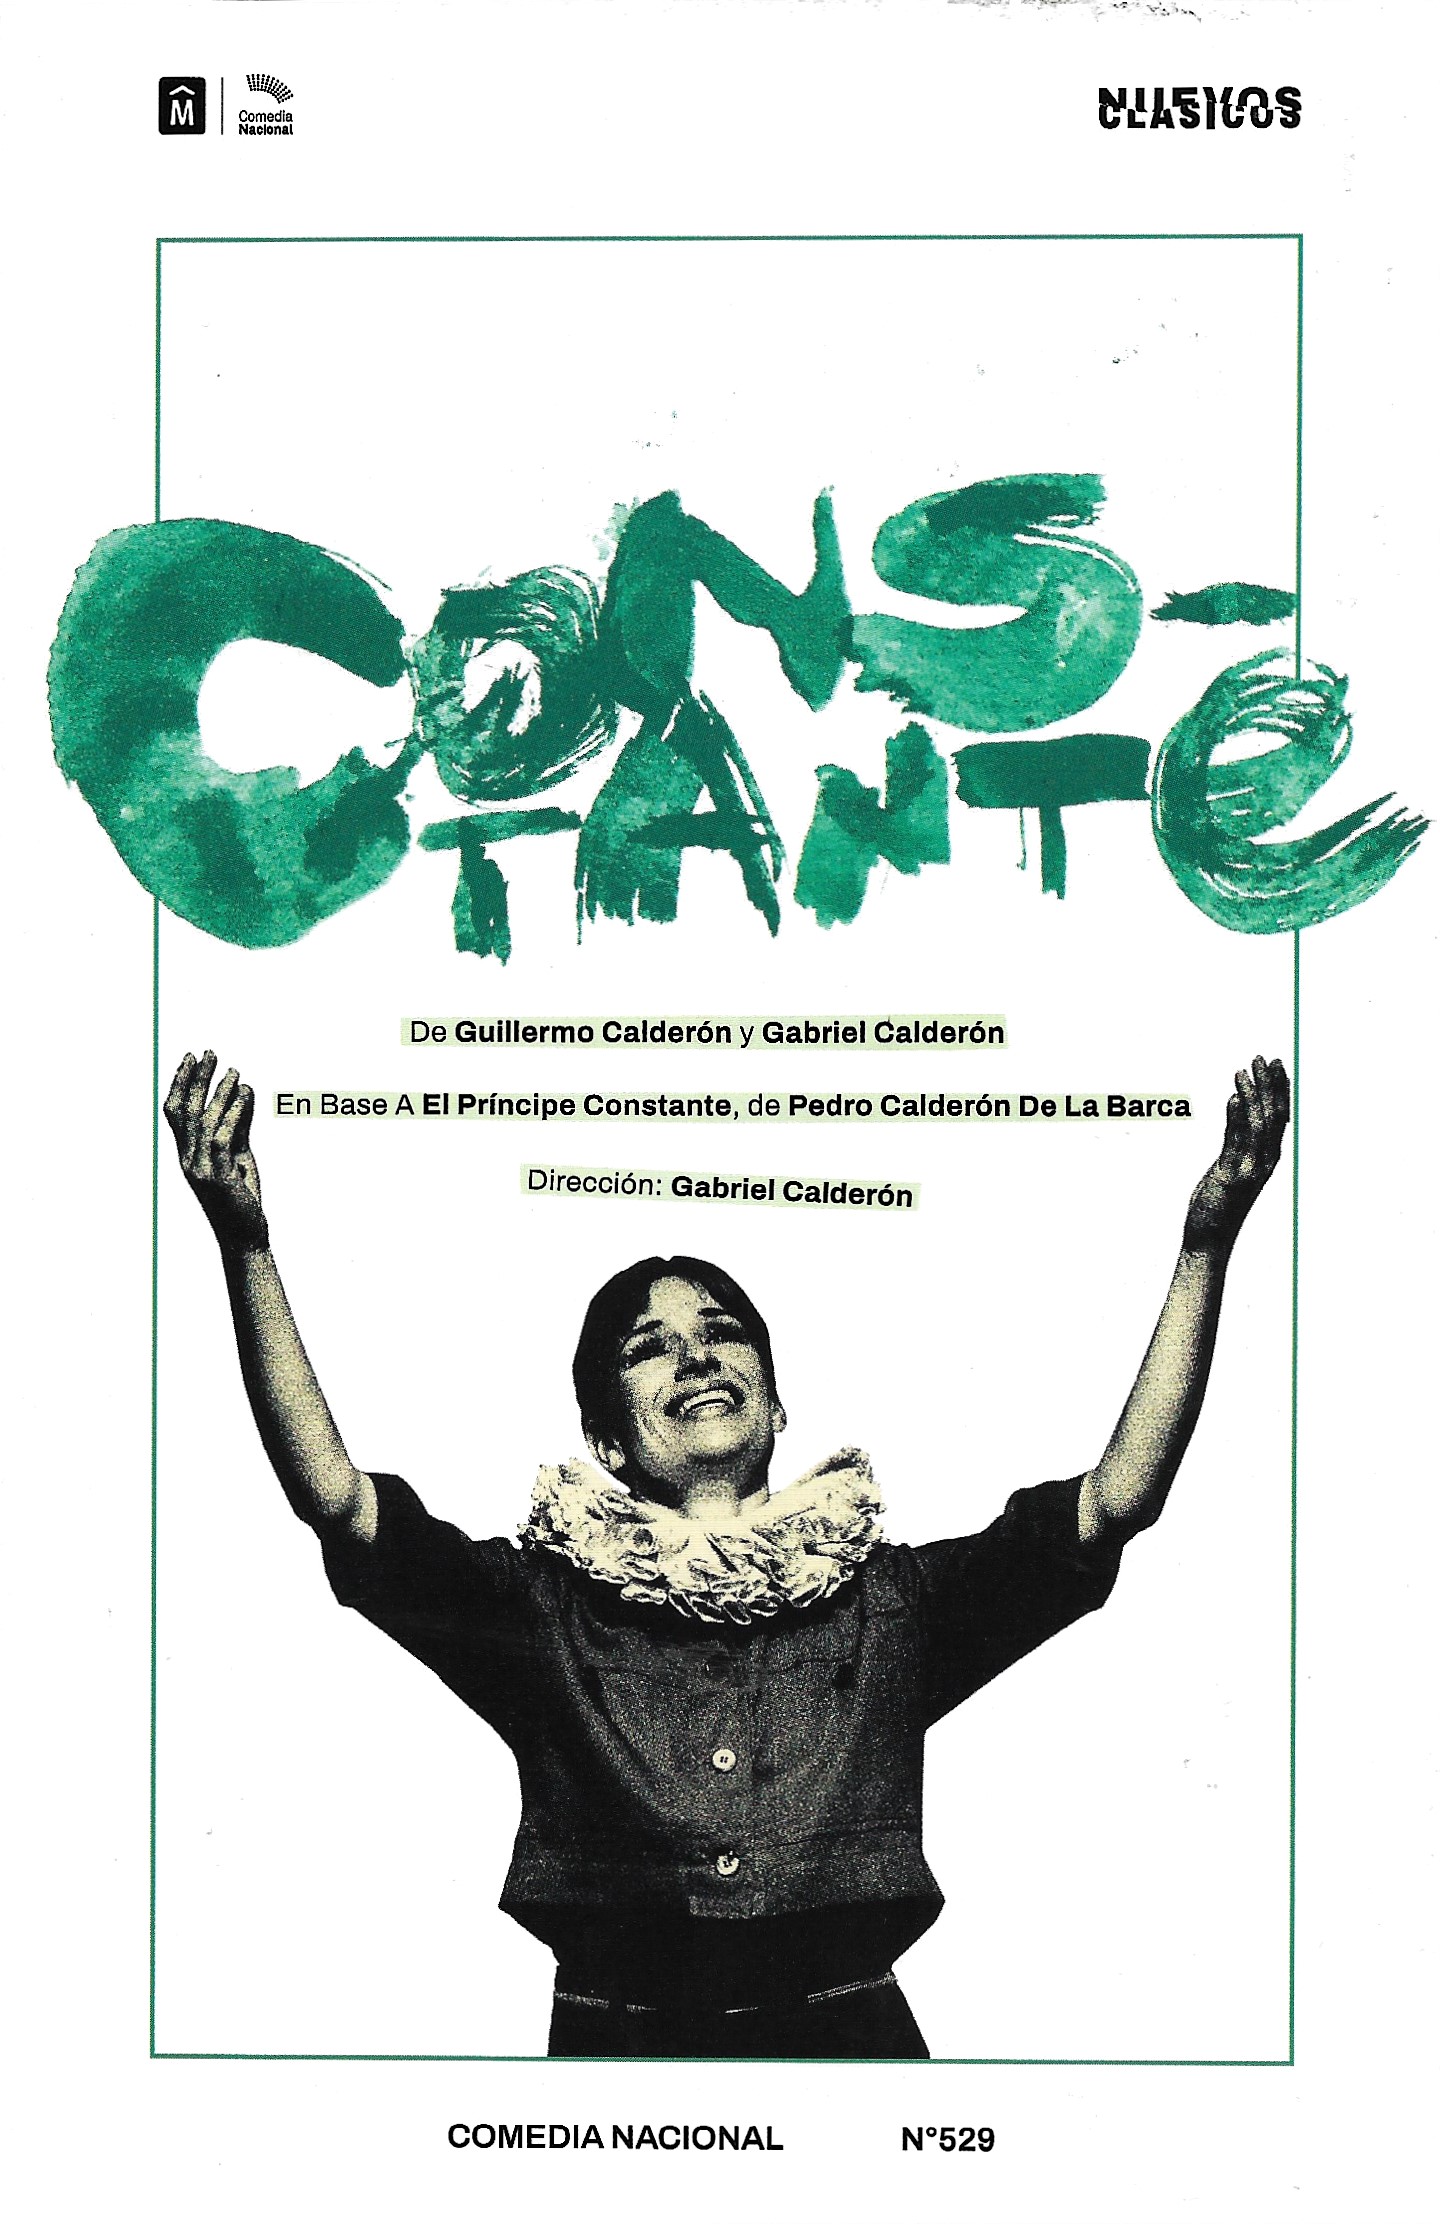 M
Comedia
Nacional
NUEVOS
CLÁSICOS
CONS-
TANTE
De Guillermo Calderón y Gabriel Calderón
En Base A El Príncipe Constante, de Pedro Calderón De La Barca
Dirección: Gabriel Calderón
COMEDIA NACIONAL N°529